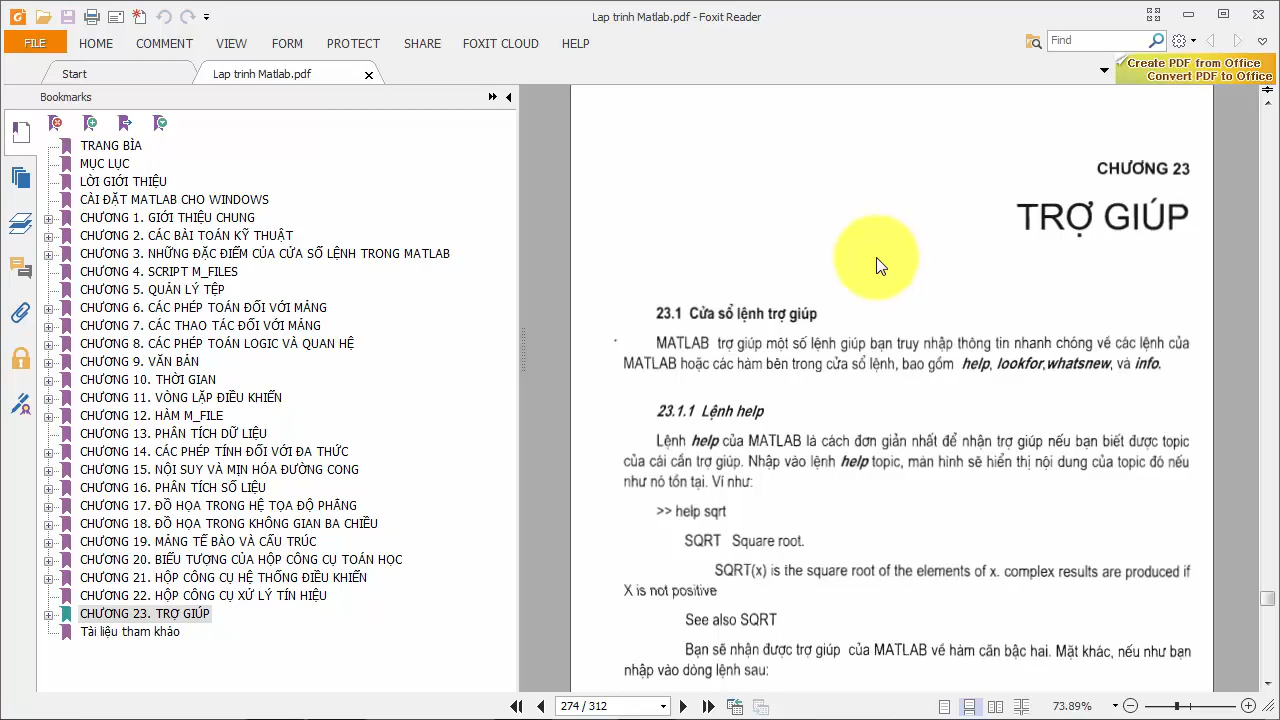 Lap trinh Matlab.pdf - Foxit Reader
FILE HOME COMMENT VIEW FORM PROTECT SHARE FOXIT CLOUD HELP
Find
Start Lap trinh Matlab.pdf
Create PDF from Office
Convert PDF to Office
Bookmarks
TRANG BÌA
MỤC LỤC
LỜI GIỚI THIỆU
CÀI ĐẶT MATLAB CHO WINDOWS
CHƯƠNG 1. GIỚI THIỆU CHUNG
CHƯƠNG 2. CÁC BÀI TOÁN KỸ THUẬT
CHƯƠNG 3. NHỮNG ĐẶC ĐIỂM CỦA CỬA SỔ LỆNH TRONG MATLAB
CHƯƠNG 4. SCRIPT M_FILES
CHƯƠNG 5. QUẢN LÝ TỆP
CHƯƠNG 6. CÁC PHÉP TOÁN ĐỐI VỚI MẢNG
CHƯƠNG 7. CÁC THAO TÁC ĐỐI VỚI MẢNG
CHƯƠNG 8. CÁC PHÉP TOÁN LOGIC VÀ QUAN HỆ
CHƯƠNG 9. VĂN BẢN
CHƯƠNG 10. THỜI GIAN
CHƯƠNG 11. VÒNG LẶP ĐIỀU KHIỂN
CHƯƠNG 12. HÀM M_FILE
CHƯƠNG 13. PHÂN TÍCH DỮ LIỆU
CHƯƠNG 14. CÁC PHÉP TÍNH ĐỐI VỚI ĐA THỨC
CHƯƠNG 15. NỘI SUY VÀ MỊN HÓA ĐƯỜNG CONG
CHƯƠNG 16. PHÂN TÍCH SỐ LIỆU
CHƯƠNG 17. ĐỒ HỌA TRONG HỆ TỌA ĐỘ PHẲNG
CHƯƠNG 18. ĐỒ HỌA TRONG KHÔNG GIAN BA CHIỀU
CHƯƠNG 19. MẢNG TẾ BÀO VÀ CẤU TRÚC
CHƯƠNG 20. BIỂU TƯỢNG CỦA HỘP CÔNG CỤ TOÁN HỌC
CHƯƠNG 21. HỘP CÔNG CỤ HỆ THỐNG ĐIỀU KHIỂN
CHƯƠNG 22. HỘP CÔNG CỤ XỬ LÝ TÍN HIỆU
CHƯƠNG 23. TRỢ GIÚP
Tài liệu tham khảo
CHƯƠNG 23
TRỢ GIÚP
23.1 Cửa sổ lệnh trợ giúp
MATLAB trợ giúp một số lệnh giúp bạn truy nhập thông tin nhanh chóng về các lệnh của
MATLAB hoặc các hàm bên trong cửa sổ lệnh, bao gồm help, lookfor,whatsnew, và info.
23.1.1 Lệnh help
Lệnh help của MATLAB là cách đơn giản nhất để nhận trợ giúp nếu bạn biết được topic
của cái cần trợ giúp. Nhập vào lệnh help topic, màn hình sẽ hiển thị nội dung của topic đó nếu
như nó tồn tại. Ví như:
>> help sqrt
SQRT Square root.
SQRT(x) is the square root of the elements of x. complex results are produced if
X is not positive
See also SQRT
Bạn sẽ nhận được trợ giúp của MATLAB về hàm căn bậc hai. Mặt khác, nếu như bạn
nhập vào dòng lệnh sau:
274 / 312
73.89%